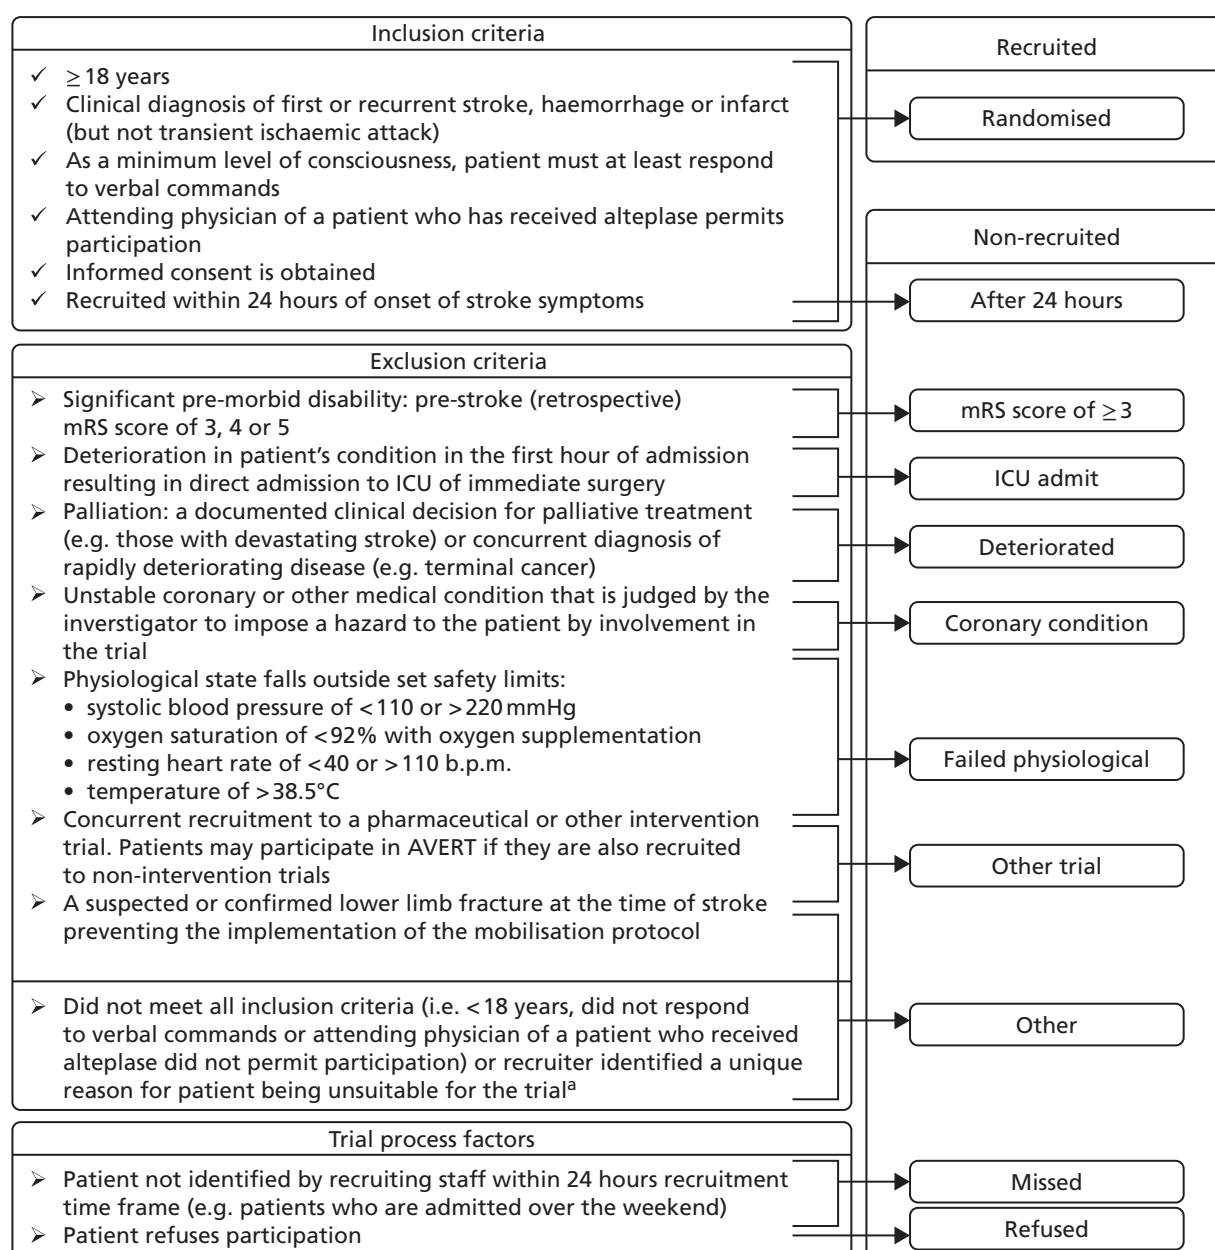 Inclusion criteria
✓ ≥18 years
✓ Clinical diagnosis of first or recurrent stroke, haemorrhage or infarct
(but not transient ischaemic attack)
✓ As a minimum level of consciousness, patient must at least respond
to verbal commands
✓ Attending physician of a patient who has received alteplase permits
participation
✓ Informed consent is obtained
✓ Recruited within 24 hours of onset of stroke symptoms
Recruited
Randomised
Non-recruited
After 24 hours
Exclusion criteria
➢ Significant pre-morbid disability: pre-stroke (retrospective)
mRS score of 3, 4 or 5
➢ Deterioration in patient's condition in the first hour of admission
resulting in direct admission to ICU of immediate surgery
➢ Palliation: a documented clinical decision for palliative treatment
(e.g. those with devastating stroke) or concurrent diagnosis of
rapidly deteriorating disease (e.g. terminal cancer)
➢ Unstable coronary or other medical condition that is judged by the
inverstigator to impose a hazard to the patient by involvement in
the trial
➢ Physiological state falls outside set safety limits:
• systolic blood pressure of <110 or >220 mmHg
• oxygen saturation of <92% with oxygen supplementation
• resting heart rate of <40 or >110 b.p.m.
• temperature of >38.5°C
➢ Concurrent recruitment to a pharmaceutical or other intervention
trial. Patients may participate in AVERT if they are also recruited
to non-intervention trials
➢ A suspected or confirmed lower limb fracture at the time of stroke
preventing the implementation of the mobilisation protocol
➢ Did not meet all inclusion criteria (i.e. <18 years, did not respond
to verbal commands or attending physician of a patient who received
alteplase did not permit participation) or recruiter identified a unique
reason for patient being unsuitable for the trialᵃ
mRS score of ≥3
ICU admit
Deteriorated
Coronary condition
Failed physiological
Other trial
Other
Trial process factors
➢ Patient not identified by recruiting staff within 24 hours recruitment
time frame (e.g. patients who are admitted over the weekend)
➢ Patient refuses participation
Missed
Refused